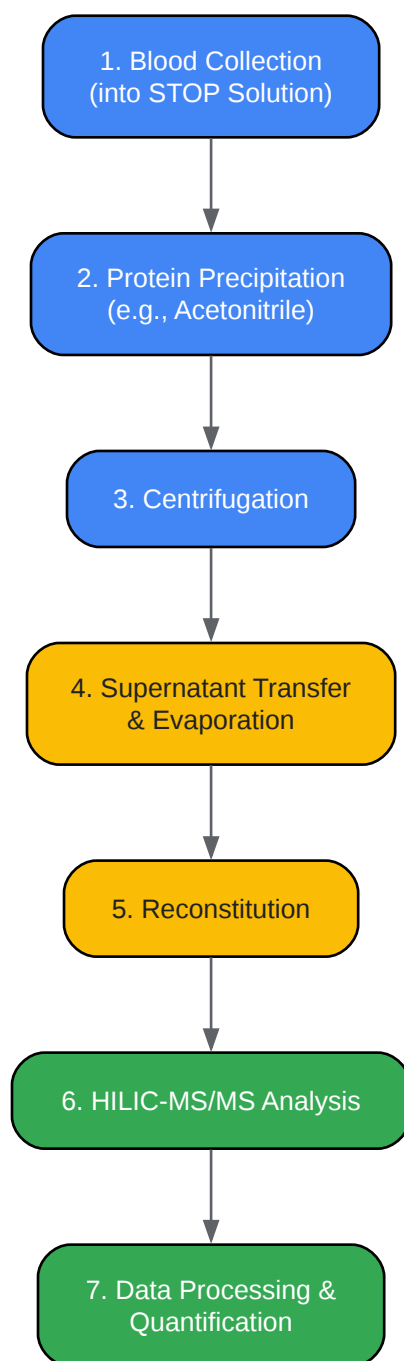 1. Blood Collection
(into STOP Solution)
2. Protein Precipitation
(e.g., Acetonitrile)
3. Centrifugation
4. Supernatant Transfer
& Evaporation
5. Reconstitution
6. HILIC-MS/MS Analysis
7. Data Processing &
Quantification